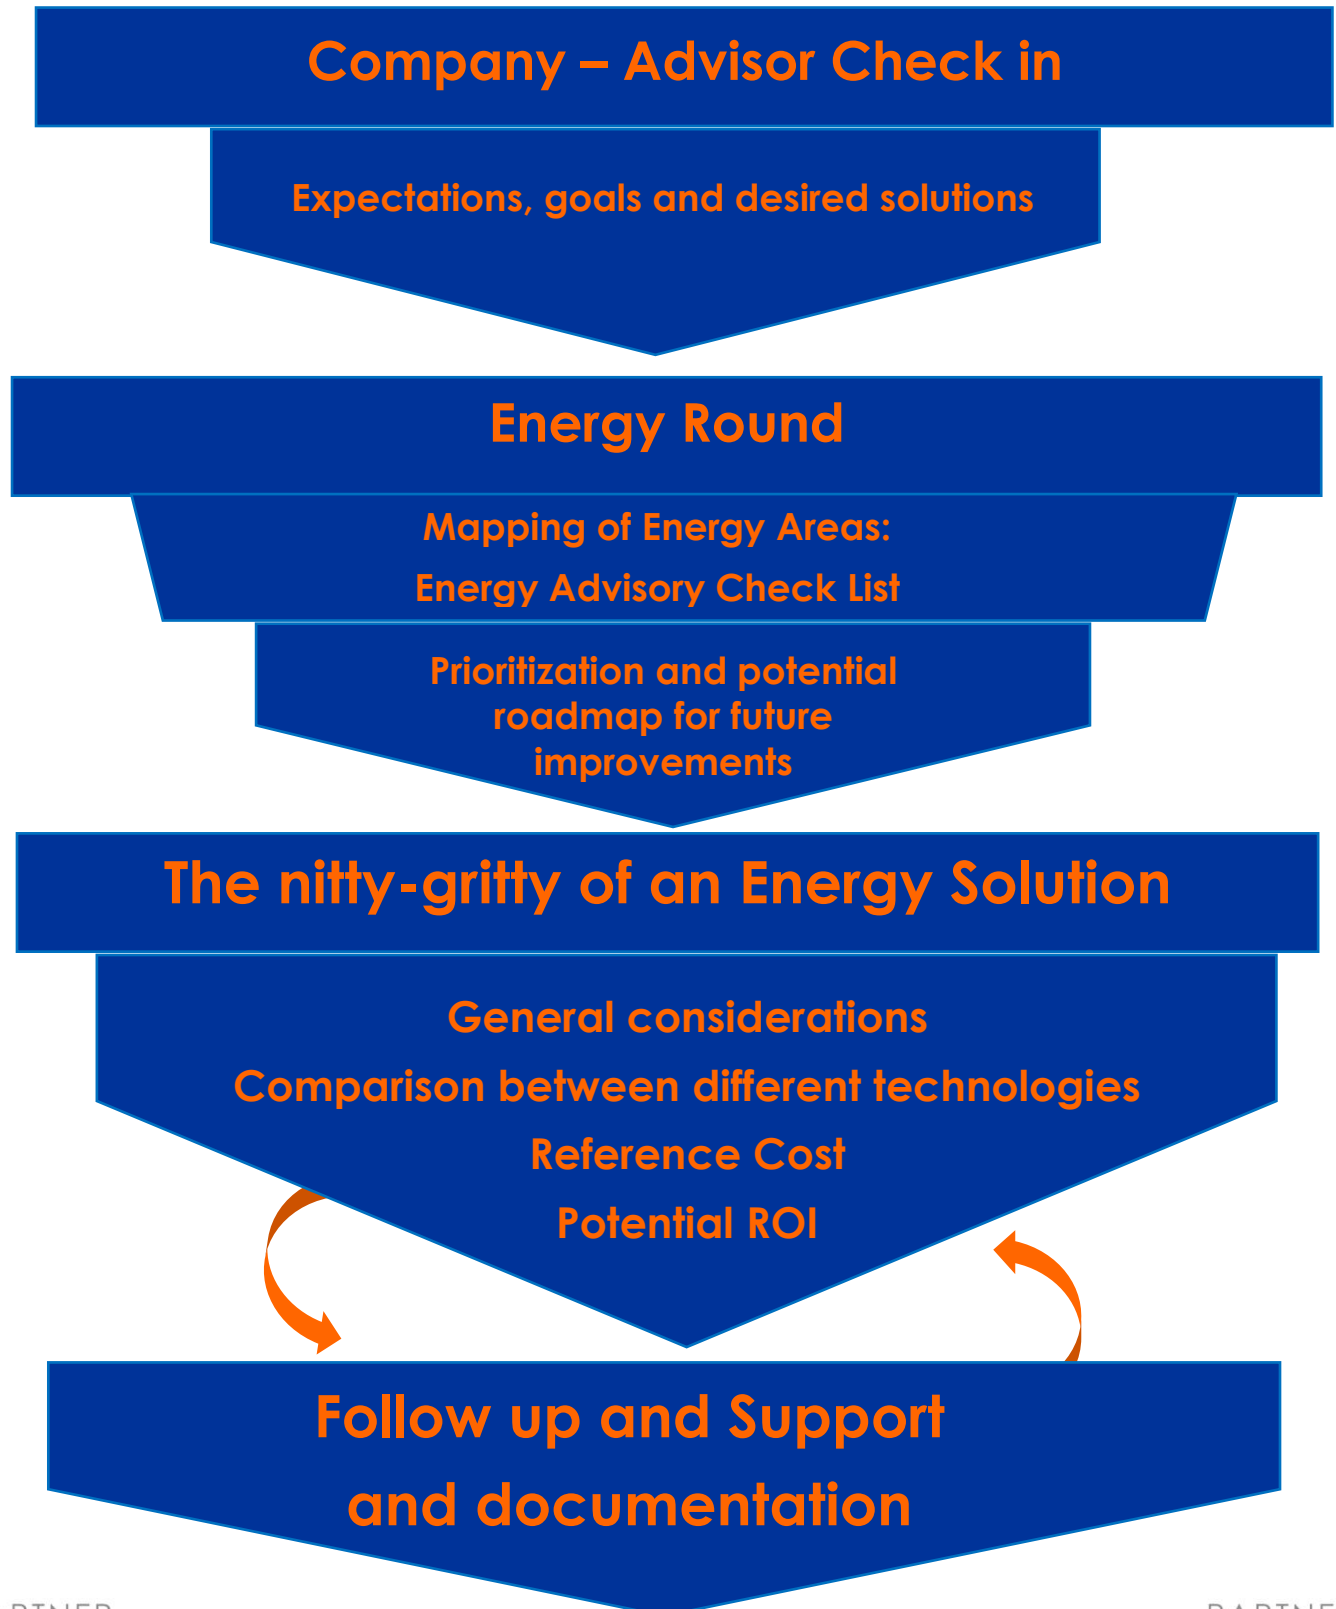 Company – Advisor Check in
Expectations, goals and desired solutions
Energy Round
Mapping of Energy Areas:
Energy Advisory Check List
Prioritization and potential
roadmap for future
improvements
The nitty-gritty of an Energy Solution
General considerations
Comparison between different technologies
Reference Cost
Potential ROI
Follow up and Support
and documentation